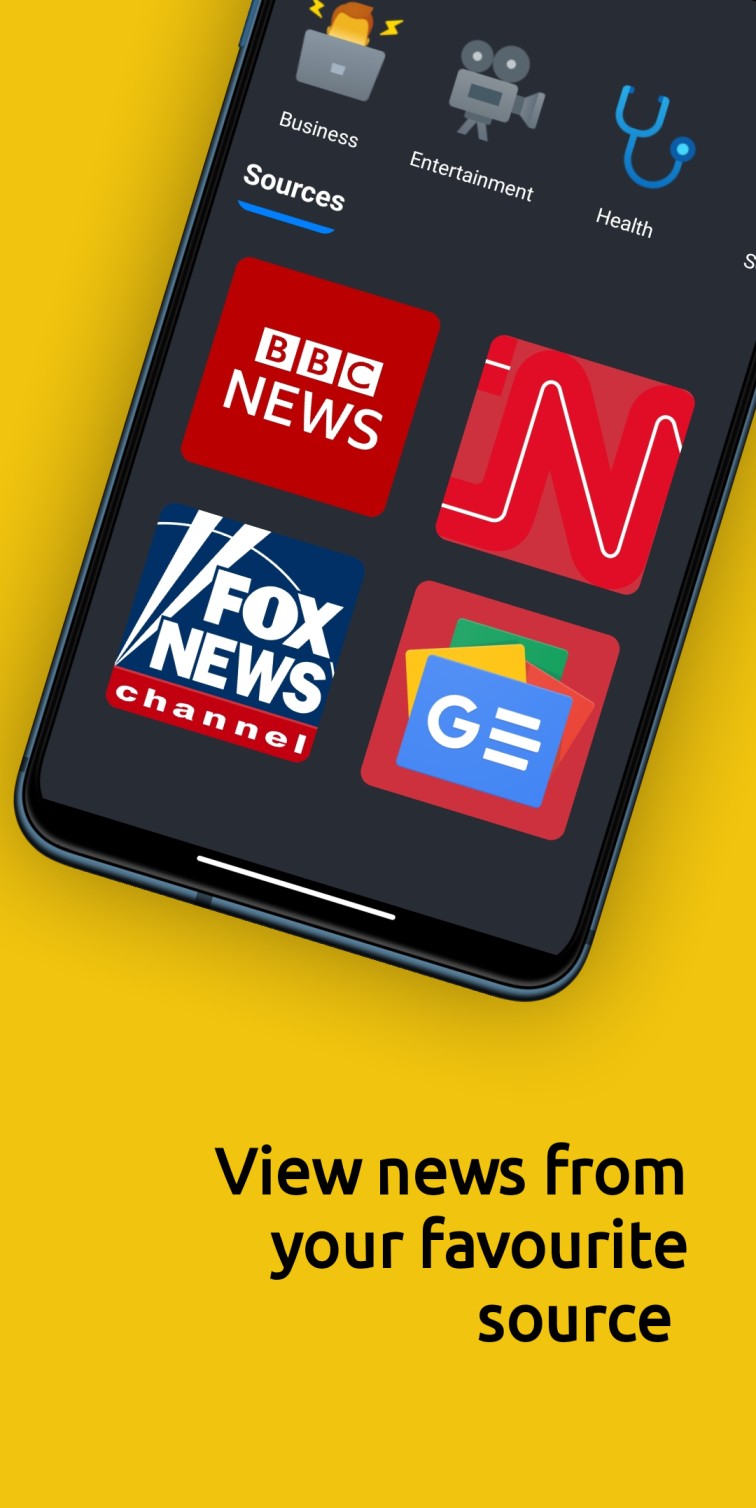 Business
Entertainment
Health
S
Sources
BBC
NEWS
N
FOX
NEWS
channel
G
View news from
your favourite
source